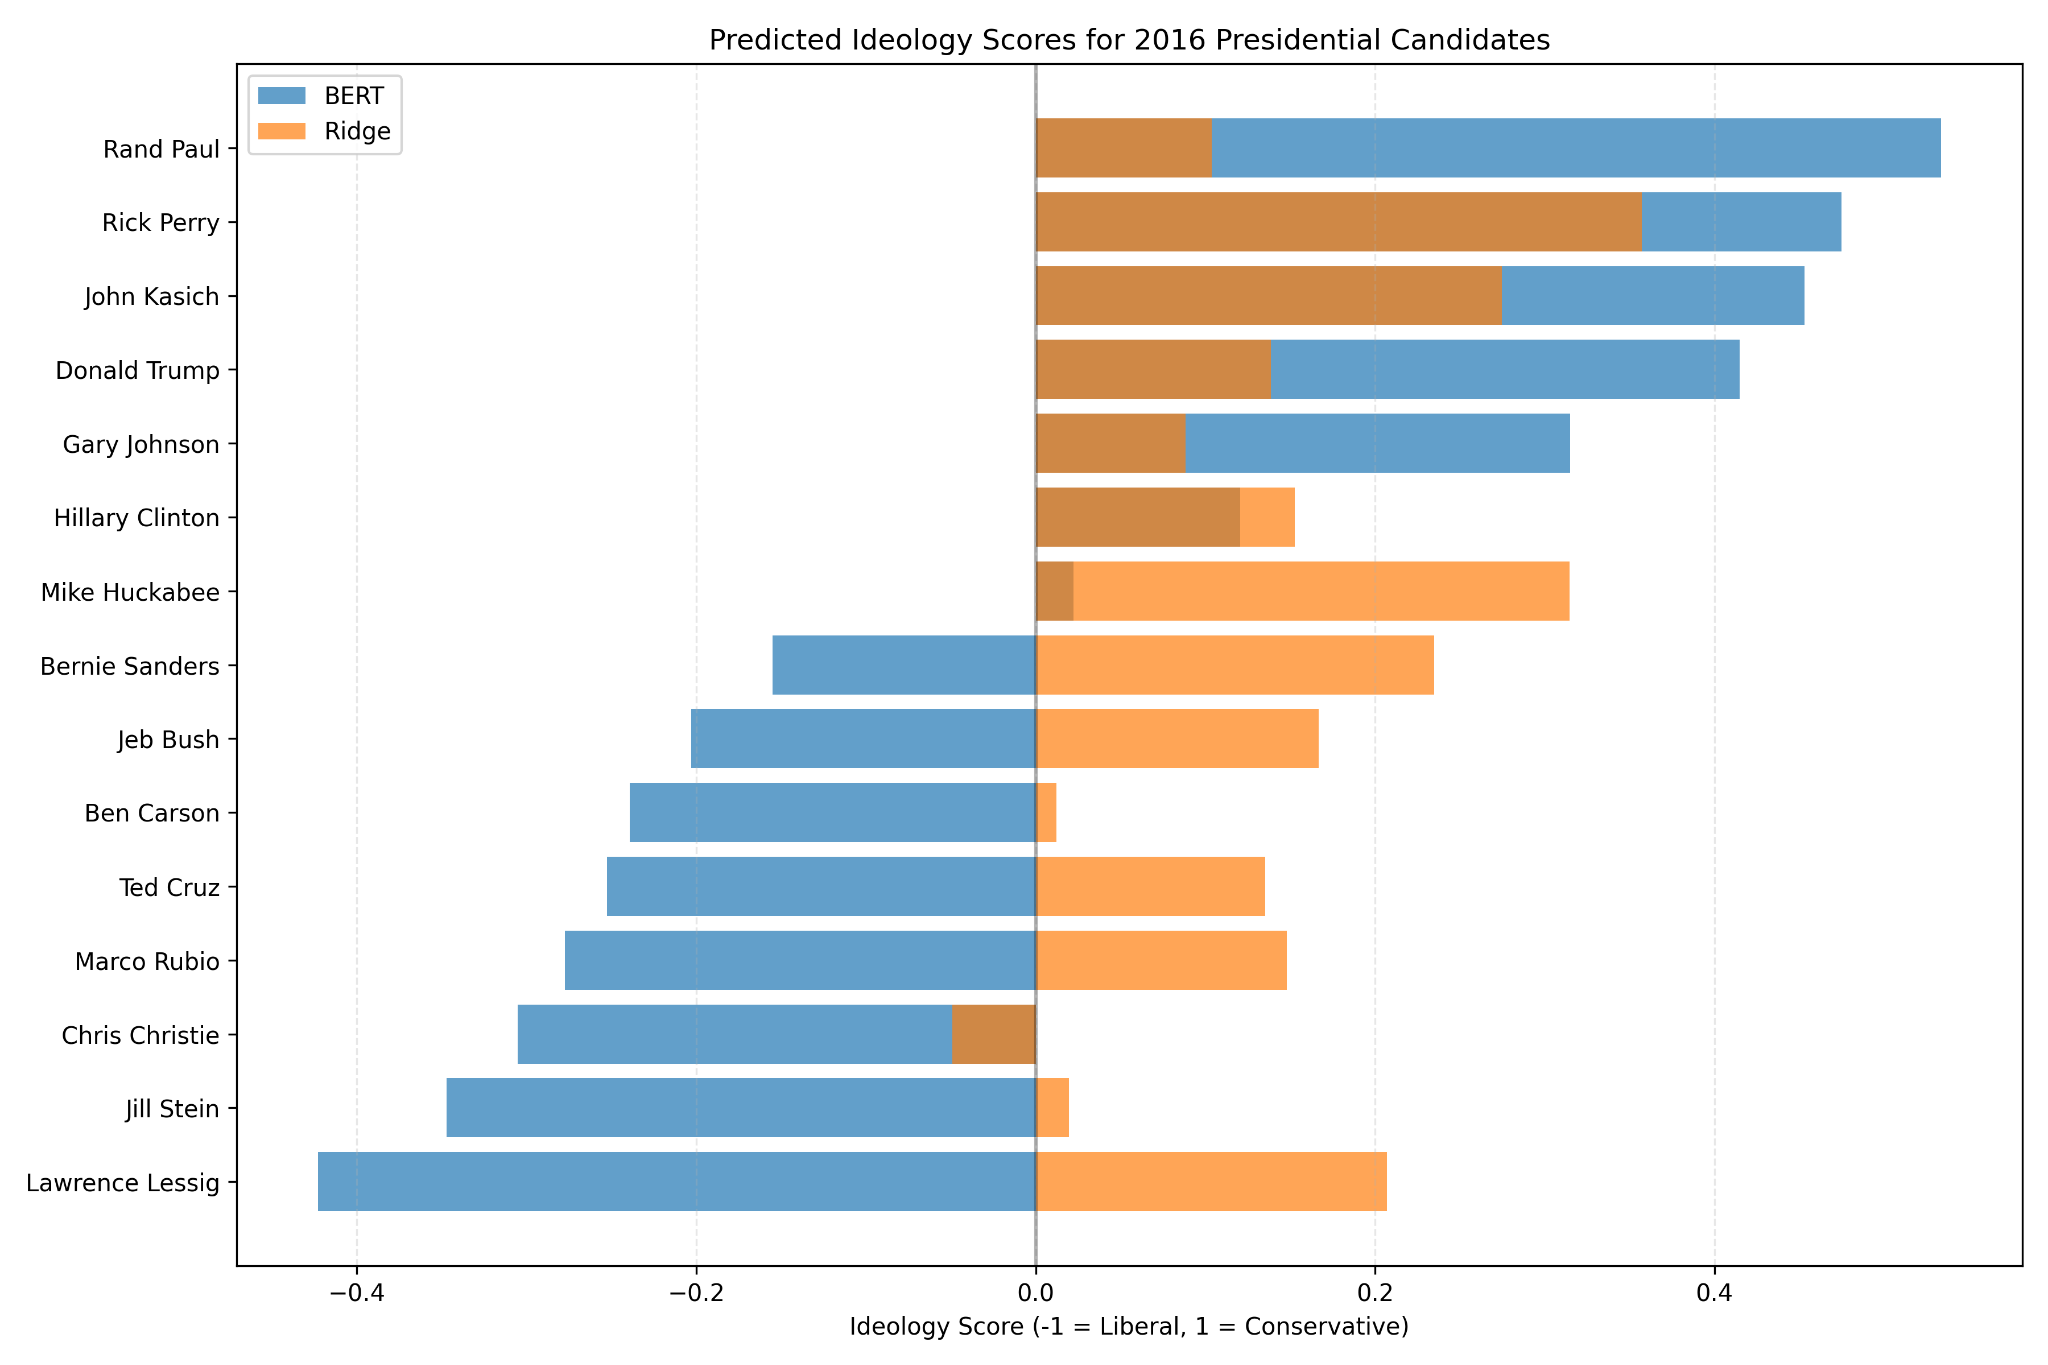 Predicted Ideology Scores for 2016 Presidential Candidates
BERT
Ridge
Rand Paul
Rick Perry
John Kasich
Donald Trump
Gary Johnson
Hillary Clinton
Mike Huckabee
Bernie Sanders
Jeb Bush
Ben Carson
Ted Cruz
Marco Rubio
Chris Christie
Jill Stein
Lawrence Lessig
−0.4 −0.2 0.0 0.2 0.4
Ideology Score (-1 = Liberal, 1 = Conservative)